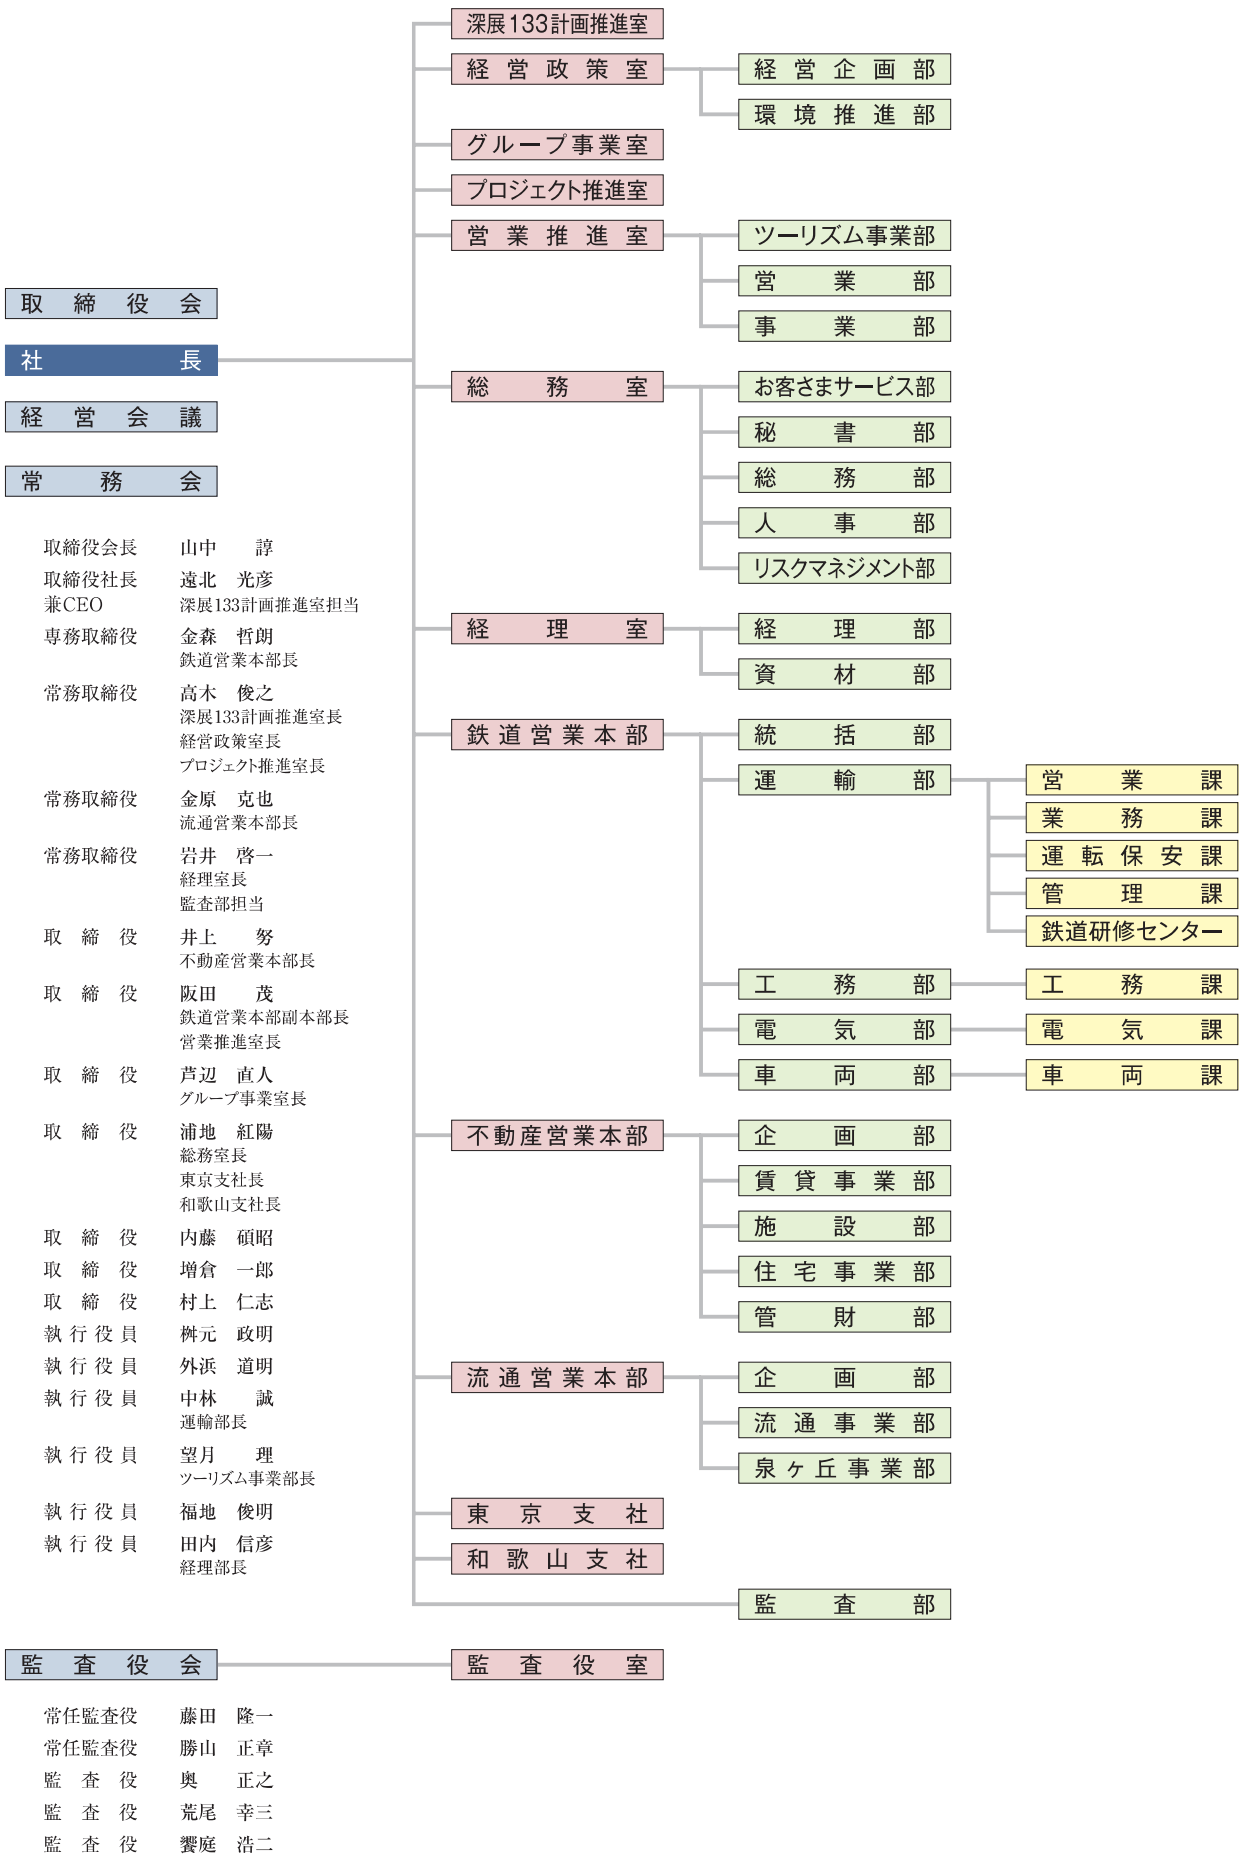 深展133計画推進室
経営政策室
経営企画部
環境推進部
グループ事業室
プロジェクト推進室
営業推進室
ツーリズム事業部
営業部
事業部
取締役会
社長
経営会議
常務会
総務室
お客さまサービス部
秘書部
総務部
人事部
リスクマネジメント部
経理室
経理部
資材部
鉄道営業本部
統括部
運輸部
営業課
業務課
運転保安課
管理課
鉄道研修センター
工務部
工務課
電気部
電気課
車両部
車両課
不動産営業本部
企画部
賃貸事業部
施設部
住宅事業部
管財部
流通営業本部
企画部
流通事業部
泉ヶ丘事業部
東京支社
和歌山支社
監査部
取締役会長 山中 諄
取締役社長 遠北 光彦
兼CEO 深展133計画推進室担当
専務取締役 金森 哲朗
鉄道営業本部長
常務取締役 高木 俊之
深展133計画推進室長
経営政策室長
プロジェクト推進室長
常務取締役 金原 克也
流通営業本部長
常務取締役 岩井 啓一
経理室長
監査部担当
取締役 井上 努
不動産営業本部長
取締役 阪田 茂
鉄道営業本部副本部長
営業推進室長
取締役 芦辺 直人
グループ事業室長
取締役 浦地 紅陽
総務室長
東京支社長
和歌山支社長
取締役 内藤 碩昭
取締役 増倉 一郎
取締役 村上 仁志
執行役員 桝元 政明
執行役員 外浜 道明
執行役員 中林 誠
運輸部長
執行役員 望月 理
ツーリズム事業部長
執行役員 福地 俊明
執行役員 田内 信彦
経理部長
監査役会
監査役室
常任監査役 藤田 隆一
常任監査役 勝山 正章
監査役 奥 正之
監査役 荒尾 幸三
監査役 饗庭 浩二